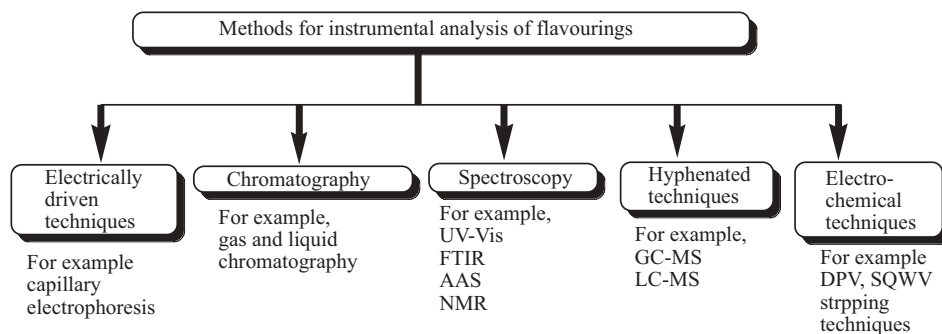 Methods for instrumental analysis of flavourings
Electrically
driven
techniques
For example
capillary
electrophoresis
Chromatography
For example,
gas and liquid
chromatography
Spectroscopy
For example,
UV-Vis
FTIR
AAS
NMR
Hyphenated
techniques
For example,
GC-MS
LC-MS
Electro-
chemical
techniques
For example
DPV, SQWV
strpping
techniques